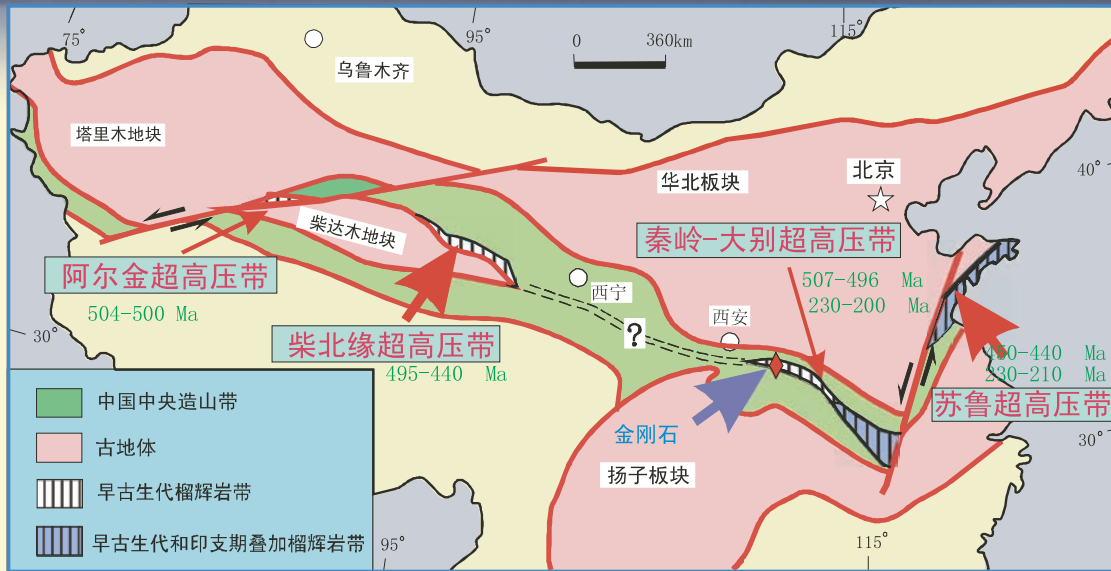 75°
95°
115°
0 360km
乌鲁木齐
塔里木地块
华北板块
北京
40°
柴达木地块
秦岭-大别超高压带
507-496 Ma
230-200 Ma
阿尔金超高压带
504-500 Ma
西宁
西安
30°
?
柴北缘超高压带
495-440 Ma
450-440 Ma
230-210 Ma
苏鲁超高压带
金刚石
30°
扬子板块
中国中央造山带
古地体
早古生代榴辉岩带
早古生代和印支期叠加榴辉岩带
95°
115°